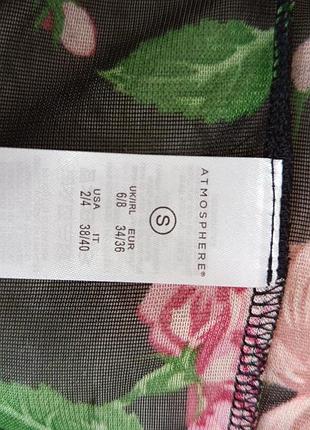 ATMOSPHERE®
S
UK/IRL EUR
6/8 34/36
USA IT.
2/4 38/40